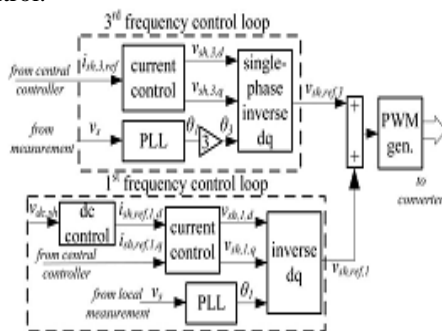 3rd frequency control loop
from central controller
i_sh,3,ref
current control
v_sh,3,d
v_sh,3,q
single-phase inverse dq
v_sh,ref,3
from measurement
v_s
PLL
θ_1
3
θ_3
+
+
PWM gen.
to converter
1st frequency control loop
v_dc,sh
dc control
i_sh,ref,1,d
i_sh,ref,1,q
from central controller
current control
v_sh,1,d
v_sh,1,q
inverse dq
v_sh,ref,1
from local measurement
v_s
PLL
θ_1